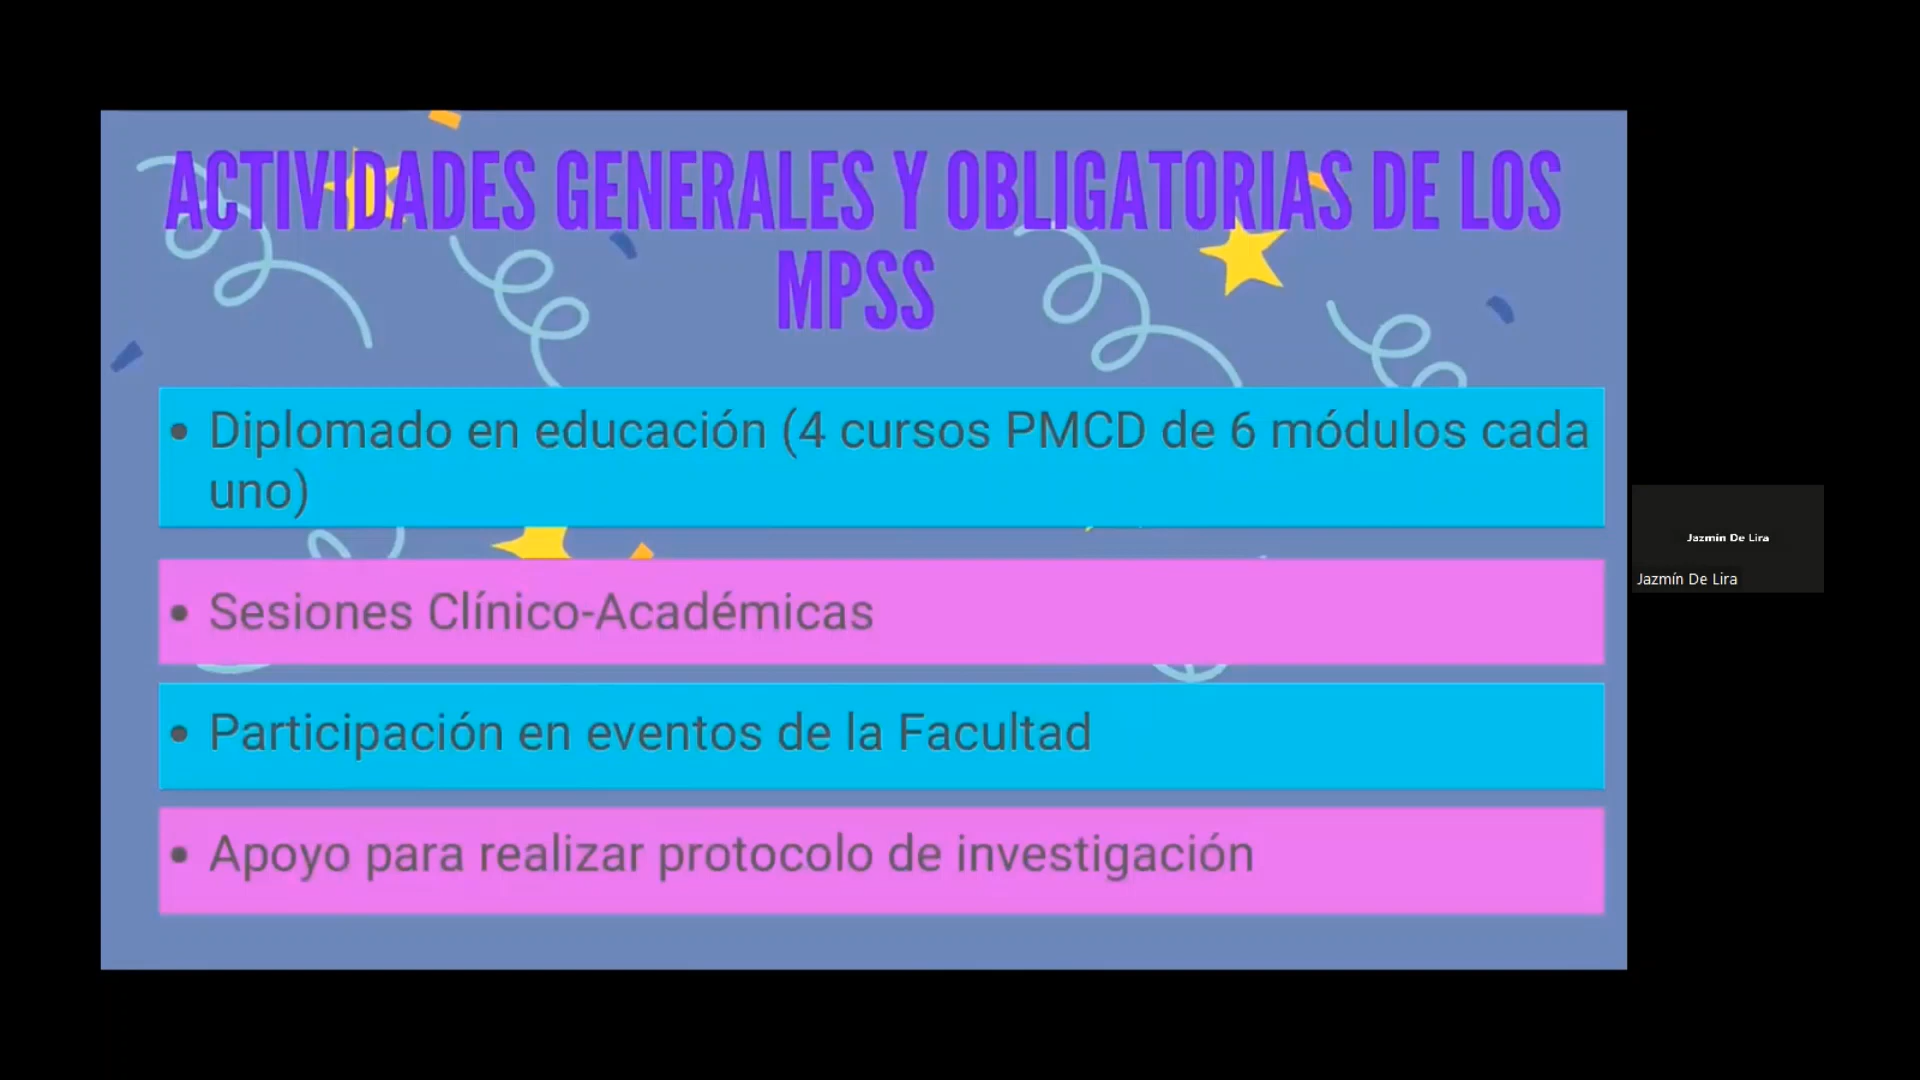 ACTIVIDADES GENERALES Y OBLIGATORIAS DE LOS
MPSS
• Diplomado en educación (4 cursos PMCD de 6 módulos cada
uno)
• Sesiones Clínico-Académicas
• Participación en eventos de la Facultad
• Apoyo para realizar protocolo de investigación
Jazmín De Lira
Jazmín De Lira